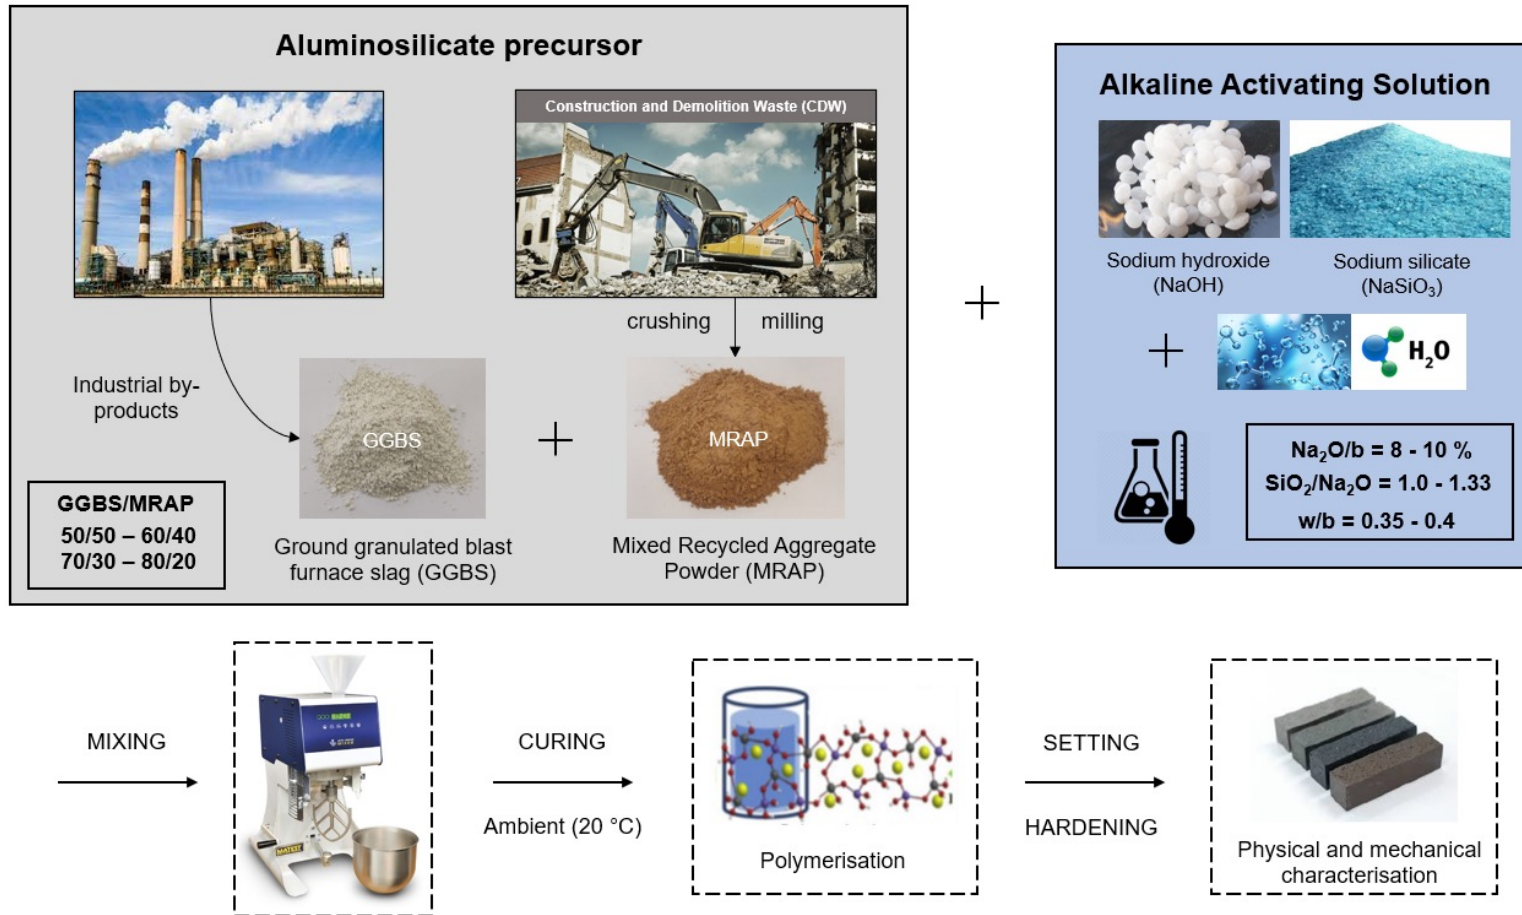 Aluminosilicate precursor
Construction and Demolition Waste (CDW)
crushing
milling
Industrial by-
products
GGBS
MRAP
GGBS/MRAP
50/50 – 60/40
70/30 – 80/20
Ground granulated blast
furnace slag (GGBS)
Mixed Recycled Aggregate
Powder (MRAP)
+
+
Alkaline Activating Solution
Sodium hydroxide
(NaOH)
Sodium silicate
(NaSiO₃)
+
H₂O
Na₂O/b = 8 - 10 %
SiO₂/Na₂O = 1.0 - 1.33
w/b = 0.35 - 0.4
MIXING
MATEST
CURING
Ambient (20 °C)
Polymerisation
SETTING
HARDENING
Physical and mechanical
characterisation